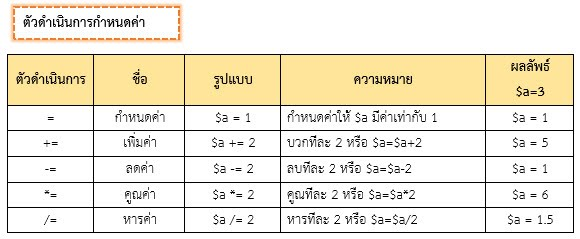 ตัวดำเนินการกำหนดค่า
ตัวดำเนินการ ชื่อ รูปแบบ ความหมาย ผลลัพธ์ $a=3
= กำหนดค่า $a = 1 กำหนดค่าให้ $a มีค่าเท่ากับ 1 $a = 1
+= เพิ่มค่า $a += 2 บวกทีละ 2 หรือ $a=$a+2 $a = 5
-= ลดค่า $a -= 2 ลบทีละ 2 หรือ $a=$a-2 $a = 1
*= คูณค่า $a *= 2 คูณทีละ 2 หรือ $a=$a*2 $a = 6
/= หารค่า $a /= 2 หารทีละ 2 หรือ $a=$a/2 $a = 1.5